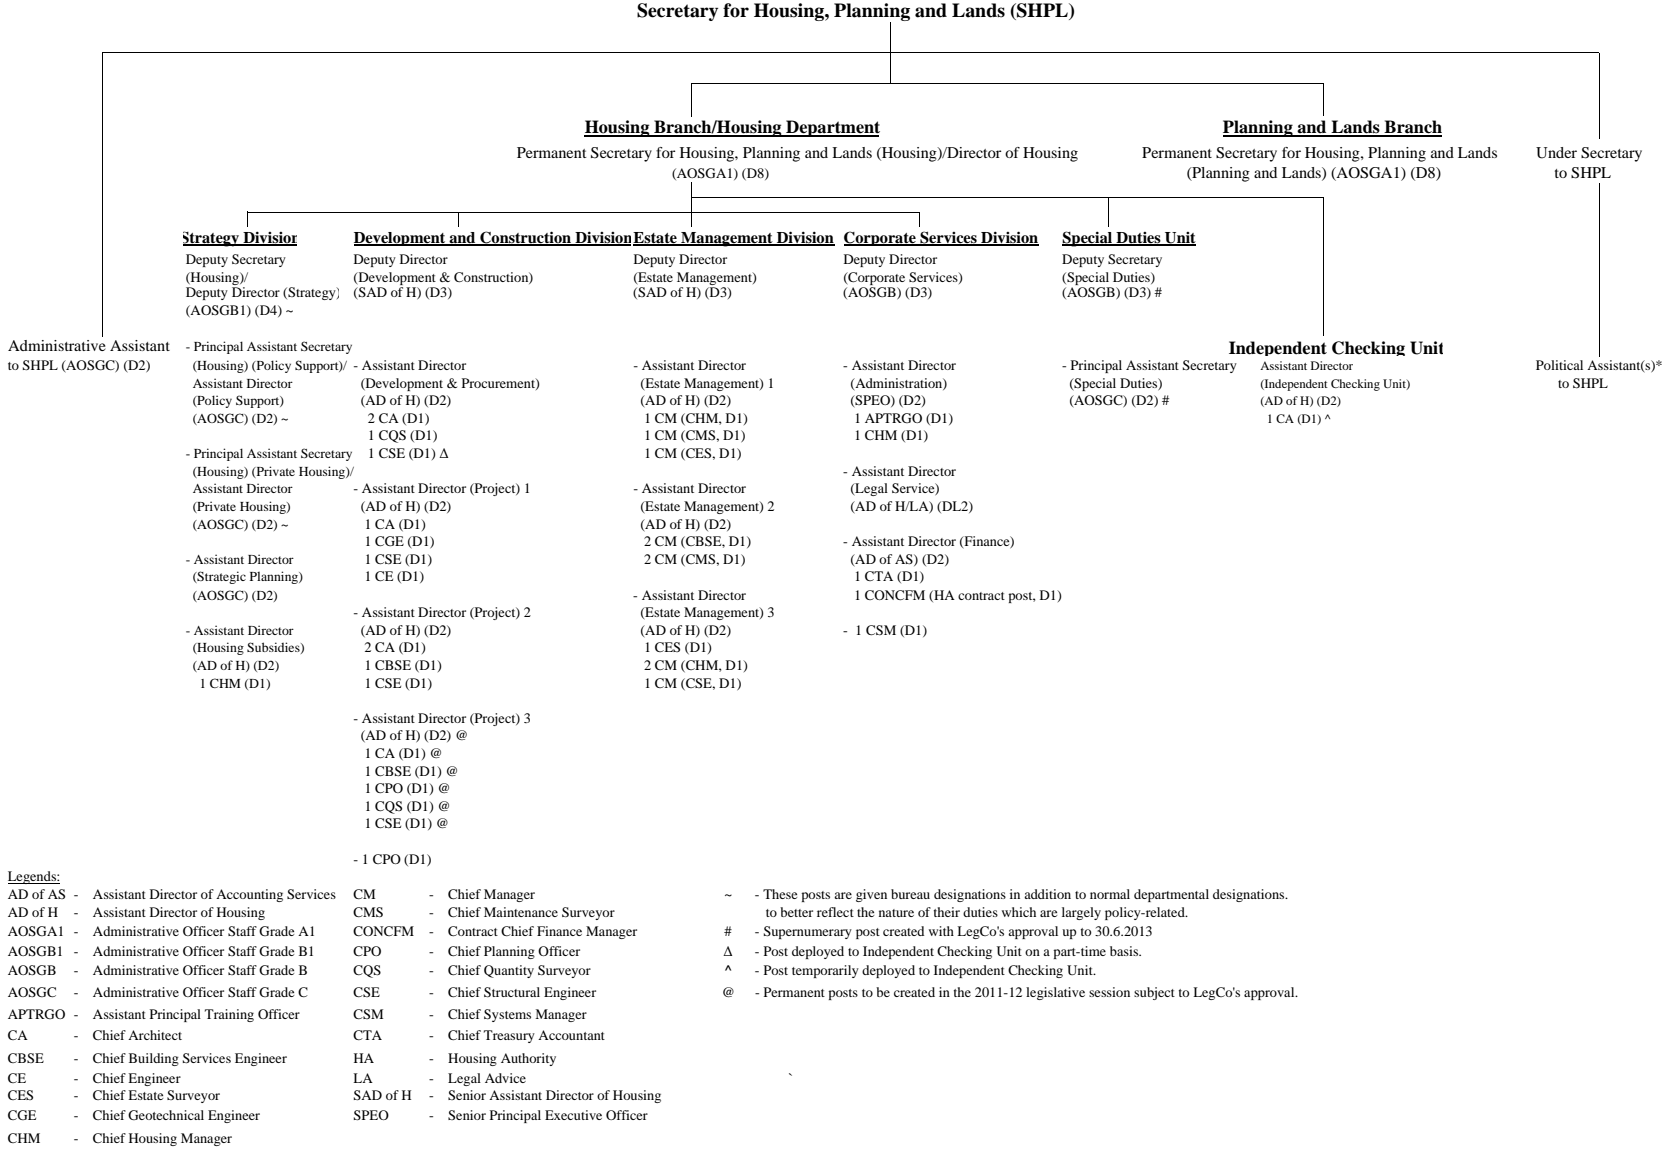 Secretary for Housing, Planning and Lands (SHPL)
Housing Branch/Housing Department
Permanent Secretary for Housing, Planning and Lands (Housing)/Director of Housing
(AOSGA1) (D8)
Planning and Lands Branch
Permanent Secretary for Housing, Planning and Lands
(Planning and Lands) (AOSGA1) (D8)
Under Secretary
to SHPL
Administrative Assistant
to SHPL (AOSGC) (D2)
Strategy Division
Deputy Secretary
(Housing)/
Deputy Director (Strategy)
(AOSGB1) (D4) ~
- Principal Assistant Secretary
(Housing) (Policy Support)/
Assistant Director
(Policy Support)
(AOSGC) (D2) ~
- Principal Assistant Secretary
(Housing) (Private Housing)/
Assistant Director
(Private Housing)
(AOSGC) (D2) ~
- Assistant Director
(Strategic Planning)
(AOSGC) (D2)
- Assistant Director
(Housing Subsidies)
(AD of H) (D2)
1 CHM (D1)
Development and Construction Division
Deputy Director
(Development & Construction)
(SAD of H) (D3)
- Assistant Director
(Development & Procurement)
(AD of H) (D2)
2 CA (D1)
1 CQS (D1)
1 CSE (D1) Δ
- Assistant Director (Project) 1
(AD of H) (D2)
1 CA (D1)
1 CGE (D1)
1 CSE (D1)
1 CE (D1)
- Assistant Director (Project) 2
(AD of H) (D2)
2 CA (D1)
1 CBSE (D1)
1 CSE (D1)
- Assistant Director (Project) 3
(AD of H) (D2) @
1 CA (D1) @
1 CBSE (D1) @
1 CPO (D1) @
1 CQS (D1) @
1 CSE (D1) @
- 1 CPO (D1)
Estate Management Division
Deputy Director
(Estate Management)
(SAD of H) (D3)
- Assistant Director
(Estate Management) 1
(AD of H) (D2)
1 CM (CHM, D1)
1 CM (CMS, D1)
1 CM (CES, D1)
- Assistant Director
(Estate Management) 2
(AD of H) (D2)
2 CM (CBSE, D1)
2 CM (CMS, D1)
- Assistant Director
(Estate Management) 3
(AD of H) (D2)
1 CES (D1)
2 CM (CHM, D1)
1 CM (CSE, D1)
Corporate Services Division
Deputy Director
(Corporate Services)
(AOSGB) (D3)
- Assistant Director
(Administration)
(SPEO) (D2)
1 APTRGO (D1)
1 CHM (D1)
- Assistant Director
(Legal Service)
(AD of H/LA) (DL2)
- Assistant Director (Finance)
(AD of AS) (D2)
1 CTA (D1)
1 CONCFM (HA contract post, D1)
- 1 CSM (D1)
Special Duties Unit
Deputy Secretary
(Special Duties)
(AOSGB) (D3) #
- Principal Assistant Secretary
(Special Duties)
(AOSGC) (D2) #
Independent Checking Unit
Assistant Director
(Independent Checking Unit)
(AD of H) (D2)
1 CA (D1) ^
Political Assistant(s)*
to SHPL
Legends:
AD of AS - Assistant Director of Accounting Services
AD of H - Assistant Director of Housing
AOSGA1 - Administrative Officer Staff Grade A1
AOSGB1 - Administrative Officer Staff Grade B1
AOSGB - Administrative Officer Staff Grade B
AOSGC - Administrative Officer Staff Grade C
APTRGO - Assistant Principal Training Officer
CA - Chief Architect
CBSE - Chief Building Services Engineer
CE - Chief Engineer
CES - Chief Estate Surveyor
CGE - Chief Geotechnical Engineer
CHM - Chief Housing Manager
CM - Chief Manager
CMS - Chief Maintenance Surveyor
CONCFM - Contract Chief Finance Manager
CPO - Chief Planning Officer
CQS - Chief Quantity Surveyor
CSE - Chief Structural Engineer
CSM - Chief Systems Manager
CTA - Chief Treasury Accountant
HA - Housing Authority
LA - Legal Advice
SAD of H - Senior Assistant Director of Housing
SPEO - Senior Principal Executive Officer
~ - These posts are given bureau designations in addition to normal departmental designations.
to better reflect the nature of their duties which are largely policy-related.
# - Supernumerary post created with LegCo's approval up to 30.6.2013
Δ - Post deployed to Independent Checking Unit on a part-time basis.
^ - Post temporarily deployed to Independent Checking Unit.
@ - Permanent posts to be created in the 2011-12 legislative session subject to LegCo's approval.
`